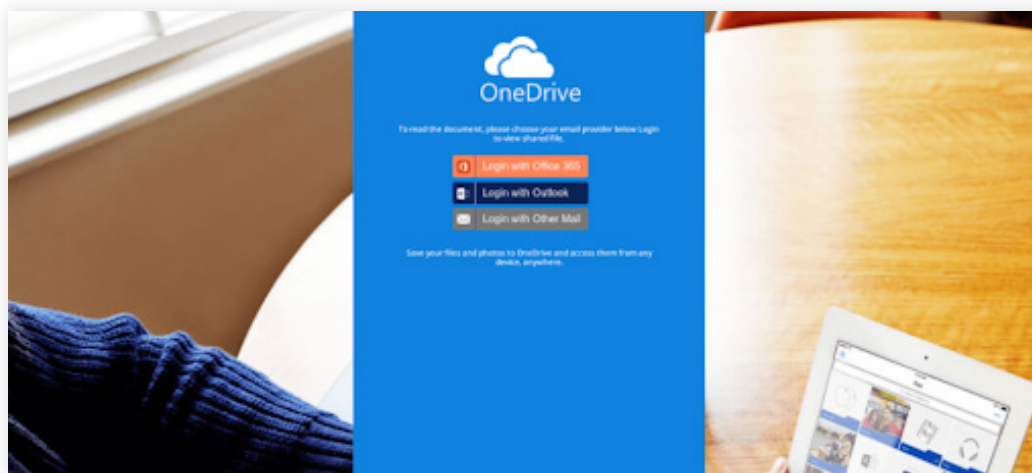 OneDrive
To read the document, please choose your email provider below Login
to view shared file.
Login with Office 365
Login with Outlook
Login with Other Mail
Save your files and photos to OneDrive and access them from any
device, anywhere.